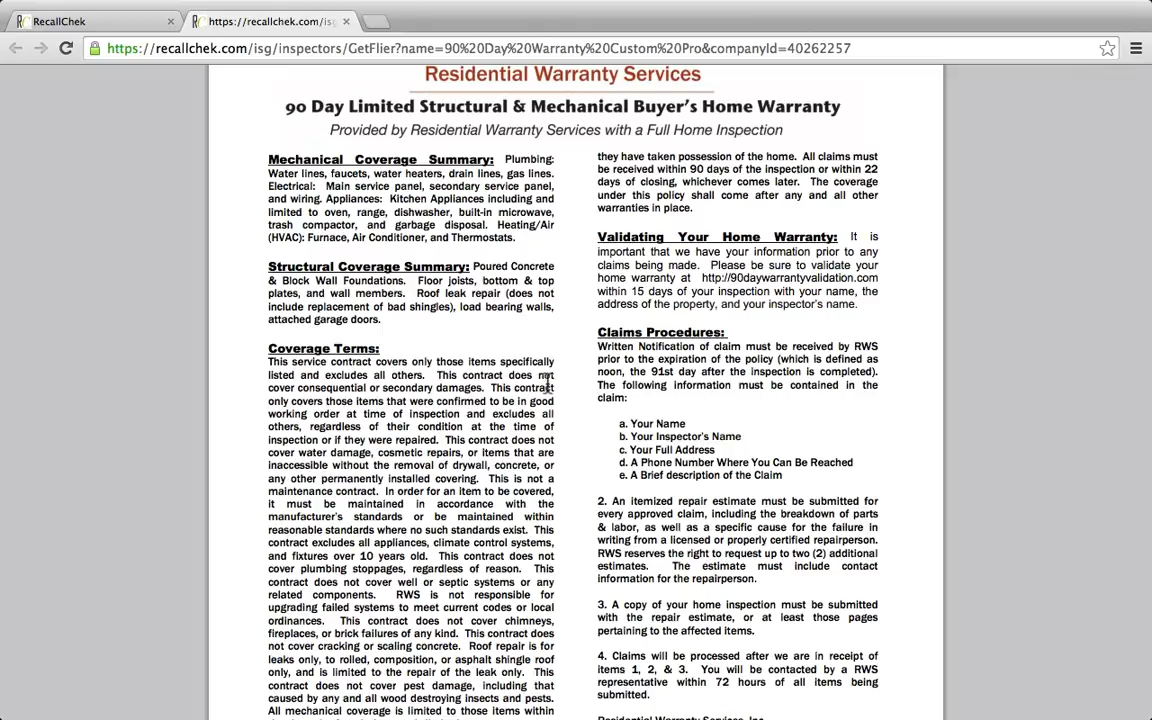 RecallChek
https://recallchek.com/isg
https://recallchek.com/isg/inspectors/GetFlier?name=90%20Day%20Warranty%20Custom%20Pro&companyId=40262257
Residential Warranty Services
90 Day Limited Structural & Mechanical Buyer's Home Warranty
Provided by Residential Warranty Services with a Full Home Inspection
Mechanical Coverage Summary: Plumbing:
Water lines, faucets, water heaters, drain lines, gas lines.
Electrical: Main service panel, secondary service panel,
and wiring. Appliances: Kitchen Appliances including and
limited to oven, range, dishwasher, built-in microwave,
trash compactor, and garbage disposal. Heating/Air
(HVAC): Furnace, Air Conditioner, and Thermostats.
Structural Coverage Summary: Poured Concrete
& Block Wall Foundations. Floor joists, bottom & top
plates, and wall members. Roof leak repair (does not
include replacement of bad shingles), load bearing walls,
attached garage doors.
Coverage Terms:
This service contract covers only those items specifically
listed and excludes all others. This contract does not
cover consequential or secondary damages. This contract
only covers those items that were confirmed to be in good
working order at time of inspection and excludes all
others, regardless of their condition at the time of
inspection or if they were repaired. This contract does not
cover water damage, cosmetic repairs, or items that are
inaccessible without the removal of drywall, concrete, or
any other permanently installed covering. This is not a
maintenance contract. In order for an item to be covered,
it must be maintained in accordance with the
manufacturer's standards or be maintained within
reasonable standards where no such standards exist. This
contract excludes all appliances, climate control systems,
and fixtures over 10 years old. This contract does not
cover plumbing stoppages, regardless of reason. This
contract does not cover well or septic systems or any
related components. RWS is not responsible for
upgrading failed systems to meet current codes or local
ordinances. This contract does not cover chimneys,
fireplaces, or brick failures of any kind. This contract does
not cover cracking or scaling concrete. Roof repair is for
leaks only, to rolled, composition, or asphalt shingle roof
only, and is limited to the repair of the leak only. This
contract does not cover pest damage, including that
caused by any and all wood destroying insects and pests.
All mechanical coverage is limited to those items within
they have taken possession of the home. All claims must
be received within 90 days of the inspection or within 22
days of closing, whichever comes later. The coverage
under this policy shall come after any and all other
warranties in place.
Validating Your Home Warranty: It is
important that we have your information prior to any
claims being made. Please be sure to validate your
home warranty at http://90daywarrantyvalidation.com
within 15 days of your inspection with your name, the
address of the property, and your inspector's name.
Claims Procedures:
Written Notification of claim must be received by RWS
prior to the expiration of the policy (which is defined as
noon, the 91st day after the inspection is completed).
The following information must be contained in the
claim:
a. Your Name
b. Your Inspector's Name
c. Your Full Address
d. A Phone Number Where You Can Be Reached
e. A Brief description of the Claim
2. An itemized repair estimate must be submitted for
every approved claim, including the breakdown of parts
& labor, as well as a specific cause for the failure in
writing from a licensed or properly certified repairperson.
RWS reserves the right to request up to two (2) additional
estimates. The estimate must include contact
information for the repairperson.
3. A copy of your home inspection must be submitted
with the repair estimate, or at least those pages
pertaining to the affected items.
4. Claims will be processed after we are in receipt of
items 1, 2, & 3. You will be contacted by a RWS
representative within 72 hours of all items being
submitted.
Residential Warranty Services, Inc.